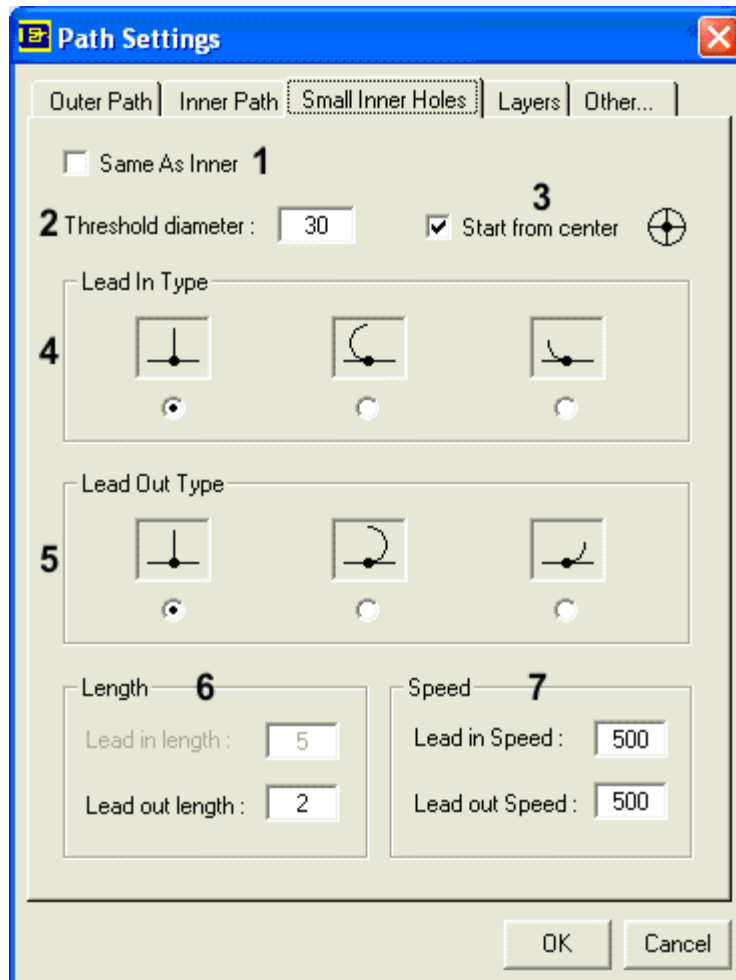 Path Settings
Outer Path Inner Path Small Inner Holes Layers Other...
Same As Inner 1
3
2 Threshold diameter : 30 Start from center
Lead In Type
4
Lead Out Type
5
Length 6 Speed 7
Lead in length : 5 Lead in Speed : 500
Lead out length : 2 Lead out Speed : 500
OK Cancel